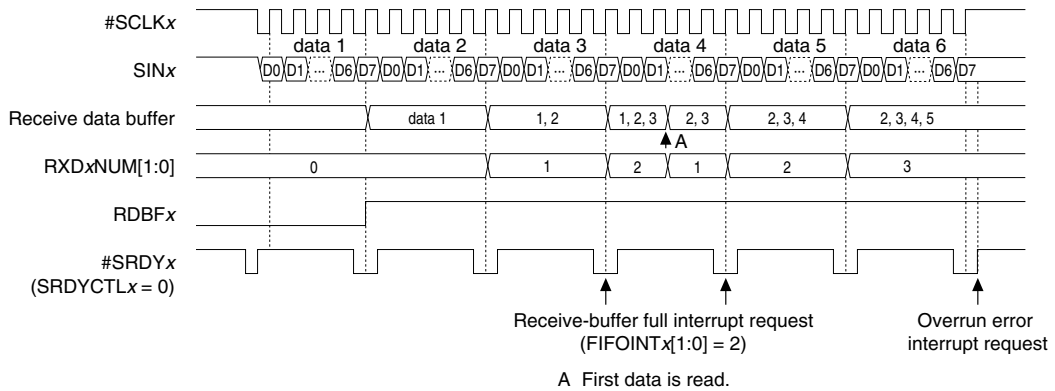 #SCLKx
data 1 data 2 data 3 data 4 data 5 data 6
SINx D0 D1 ... D6 D7 D0 D1 ... D6 D7 D0 D1 ... D6 D7 D0 D1 ... D6 D7 D0 D1 ... D6 D7 D0 D1 ... D6 D7
Receive data buffer data 1 1, 2 1, 2, 3 2, 3 2, 3, 4 2, 3, 4, 5
A
RXDxNUM[1:0] 0 1 2 1 2 3
RDBFx
#SRDYx
(SRDYCTLx = 0)
Receive-buffer full interrupt request
(FIFOINTx[1:0] = 2)
Overrun error
interrupt request
A First data is read.